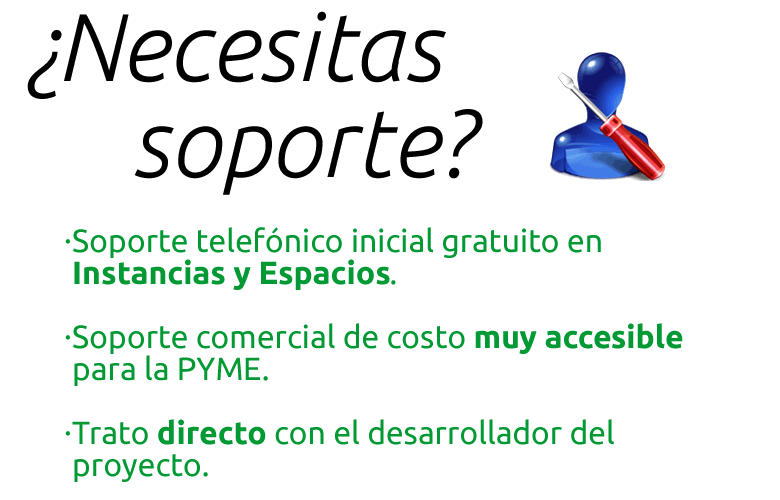 ¿Necesitas
soporte?
·Soporte telefónico inicial gratuito en
Instancias y Espacios.
·Soporte comercial de costo muy accesible
para la PYME.
·Trato directo con el desarrollador del
proyecto.